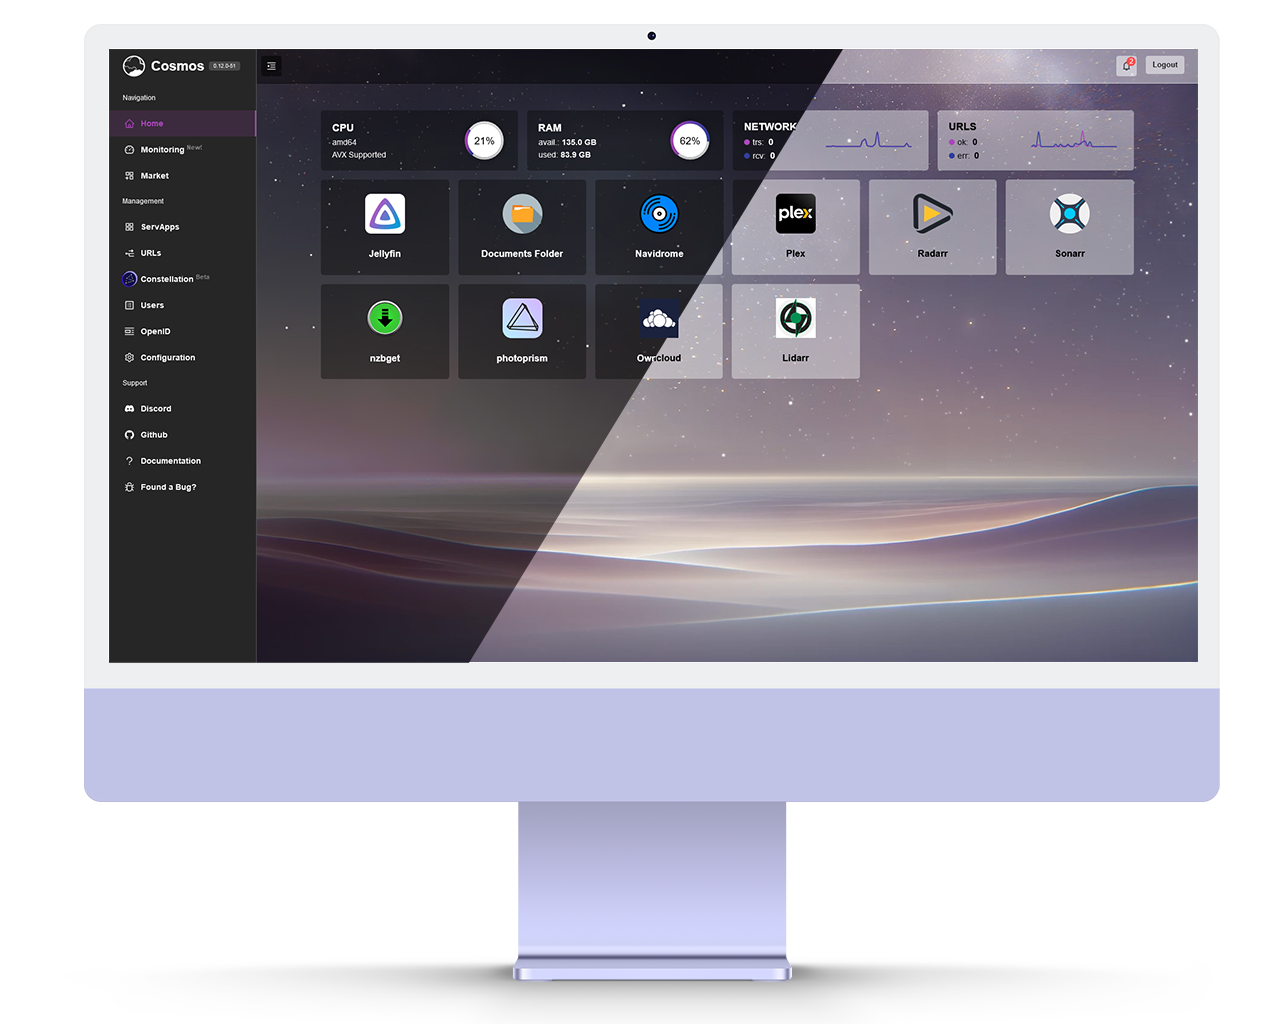 Cosmos 0.12.0-51
Logout
2
Navigation
Home
Monitoring New!
Market
Management
ServApps
URLs
Constellation Beta
Users
OpenID
Configuration
Support
Discord
Github
Documentation
Found a Bug?
CPU
amd64
AVX Supported
21%
RAM
avail.: 135.0 GB
used: 83.9 GB
62%
NETWORK
trs: 0
rcv: 0
URLS
ok: 0
err: 0
Jellyfin
Documents Folder
Navidrome
plex
Plex
Radarr
Sonarr
nzbget
photoprism
Owncloud
Lidarr